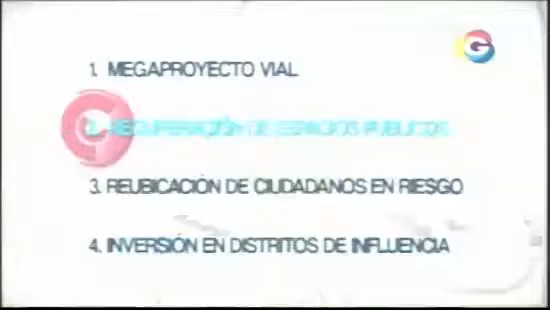 G
1. MEGAPROYECTO VIAL
2. RECUPERACIÓN DE ESPACIOS PÚBLICOS
3. REUBICACIÓN DE CIUDADANOS EN RIESGO
4. INVERSIÓN EN DISTRITOS DE INFLUENCIA